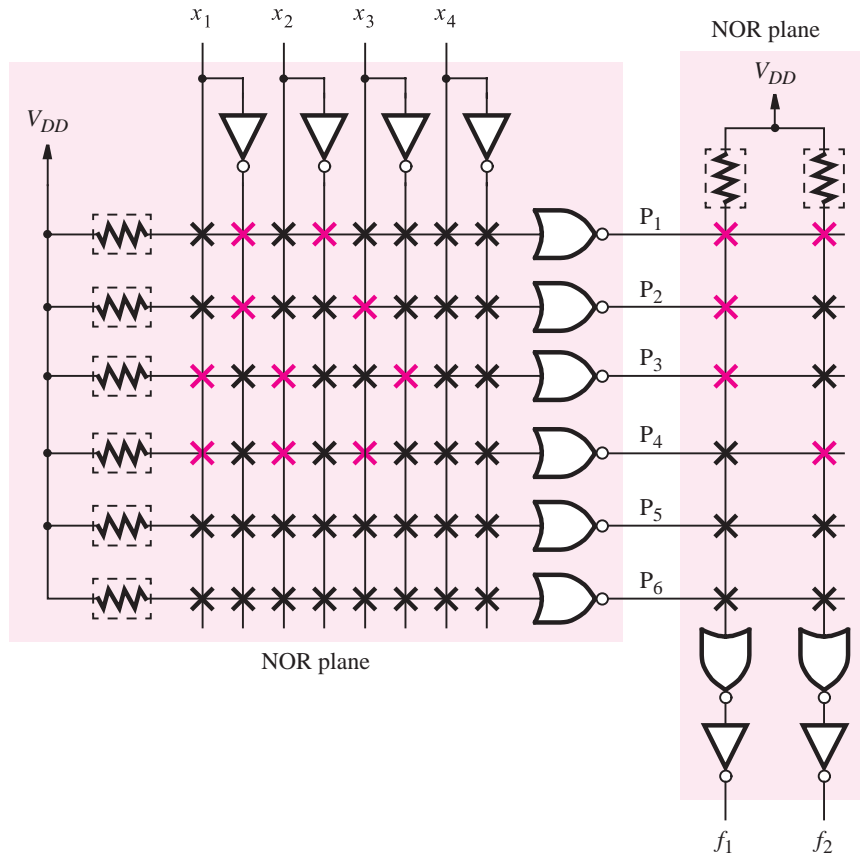 x1 x2 x3 x4
NOR plane
VDD
VDD
P1
P2
P3
P4
P5
P6
NOR plane
f1 f2